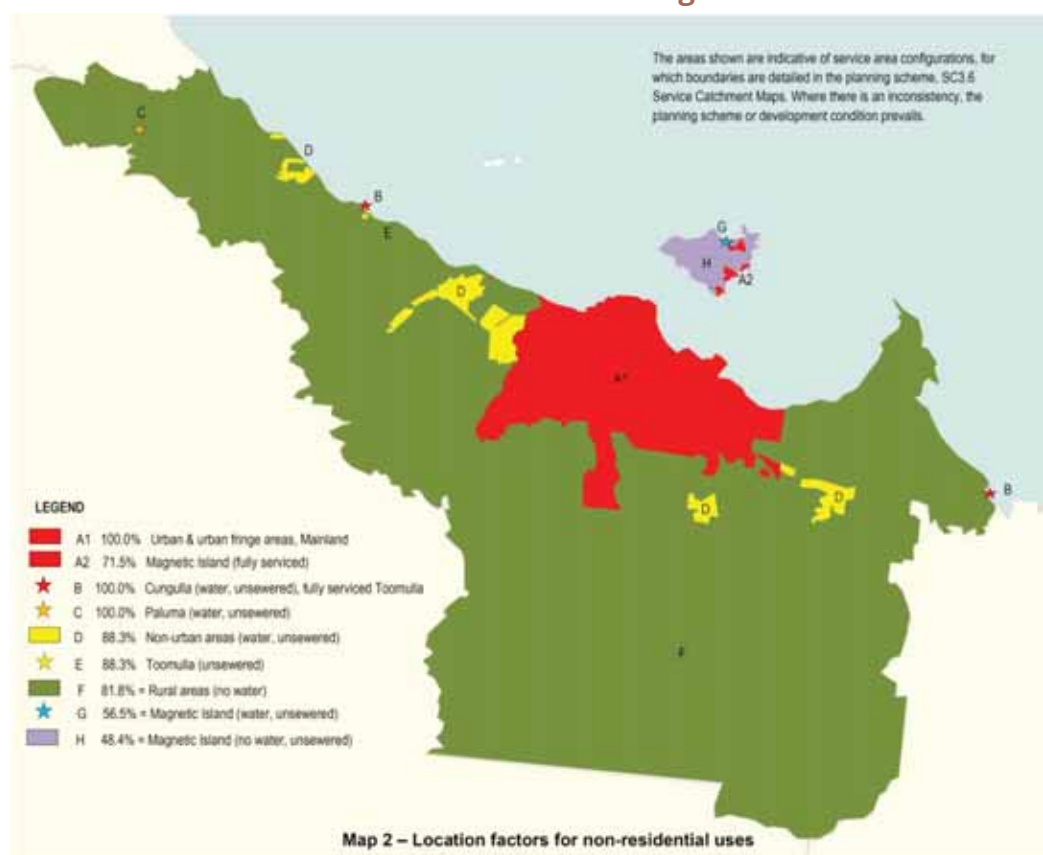 The areas shown are indicative of service area configurations, for
which boundaries are detailed in the planning scheme, SC3.6
Service Catchment Maps. Where there is an inconsistency, the
planning scheme or development condition prevails.
C
D
B
E
G
H
A2
D
A1
B
D
D
F
LEGEND
A1 100.0% Urban & urban fringe areas, Mainland
A2 71.5% Magnetic Island (fully serviced)
B 100.0% Cungulla (water, unsewered), fully serviced Toomulla
C 100.0% Paluma (water, unsewered)
D 88.3% Non-urban areas (water, unsewered)
E 88.3% Toomulla (unsewered)
F 81.8% = Rural areas (no water)
G 56.5% = Magnetic Island (water, unsewered)
H 48.4% = Magnetic Island (no water, unsewered)
Map 2 – Location factors for non-residential uses